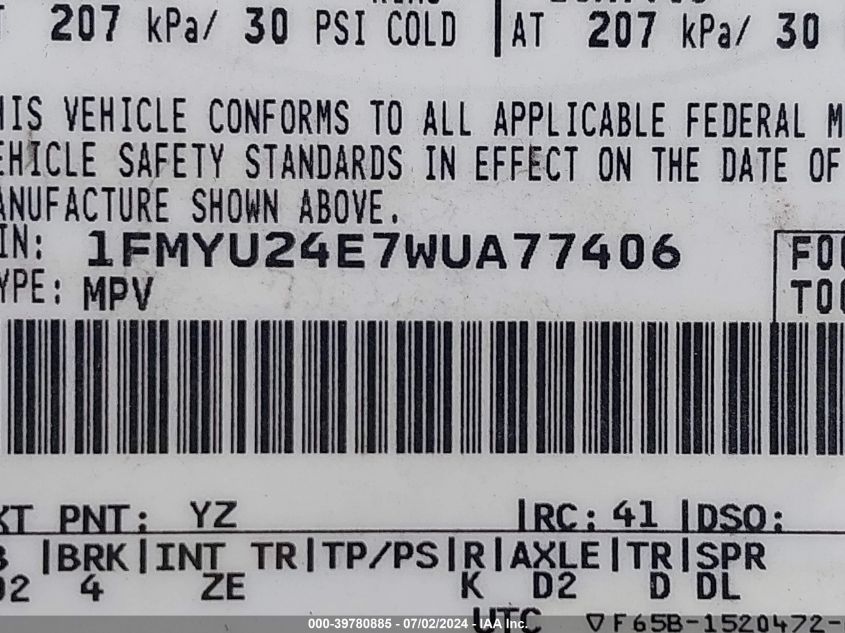 207 kPa/ 30 PSI COLD | AT 207 kPa/ 30
HIS VEHICLE CONFORMS TO ALL APPLICABLE FEDERAL M
EHICLE SAFETY STANDARDS IN EFFECT ON THE DATE OF
ANUFACTURE SHOWN ABOVE.
IN: 1FMYU24E7WUA77406
YPE: MPV
F00
T00
XT PNT: YZ |RC: 41 |DSO:
|BRK|INT TR|TP/PS|R|AXLE|TR|SPR
4 ZE K D2 D DL
UTC ▽F65B-1520472-
000-39780885 - 07/02/2024 - IAA Inc.